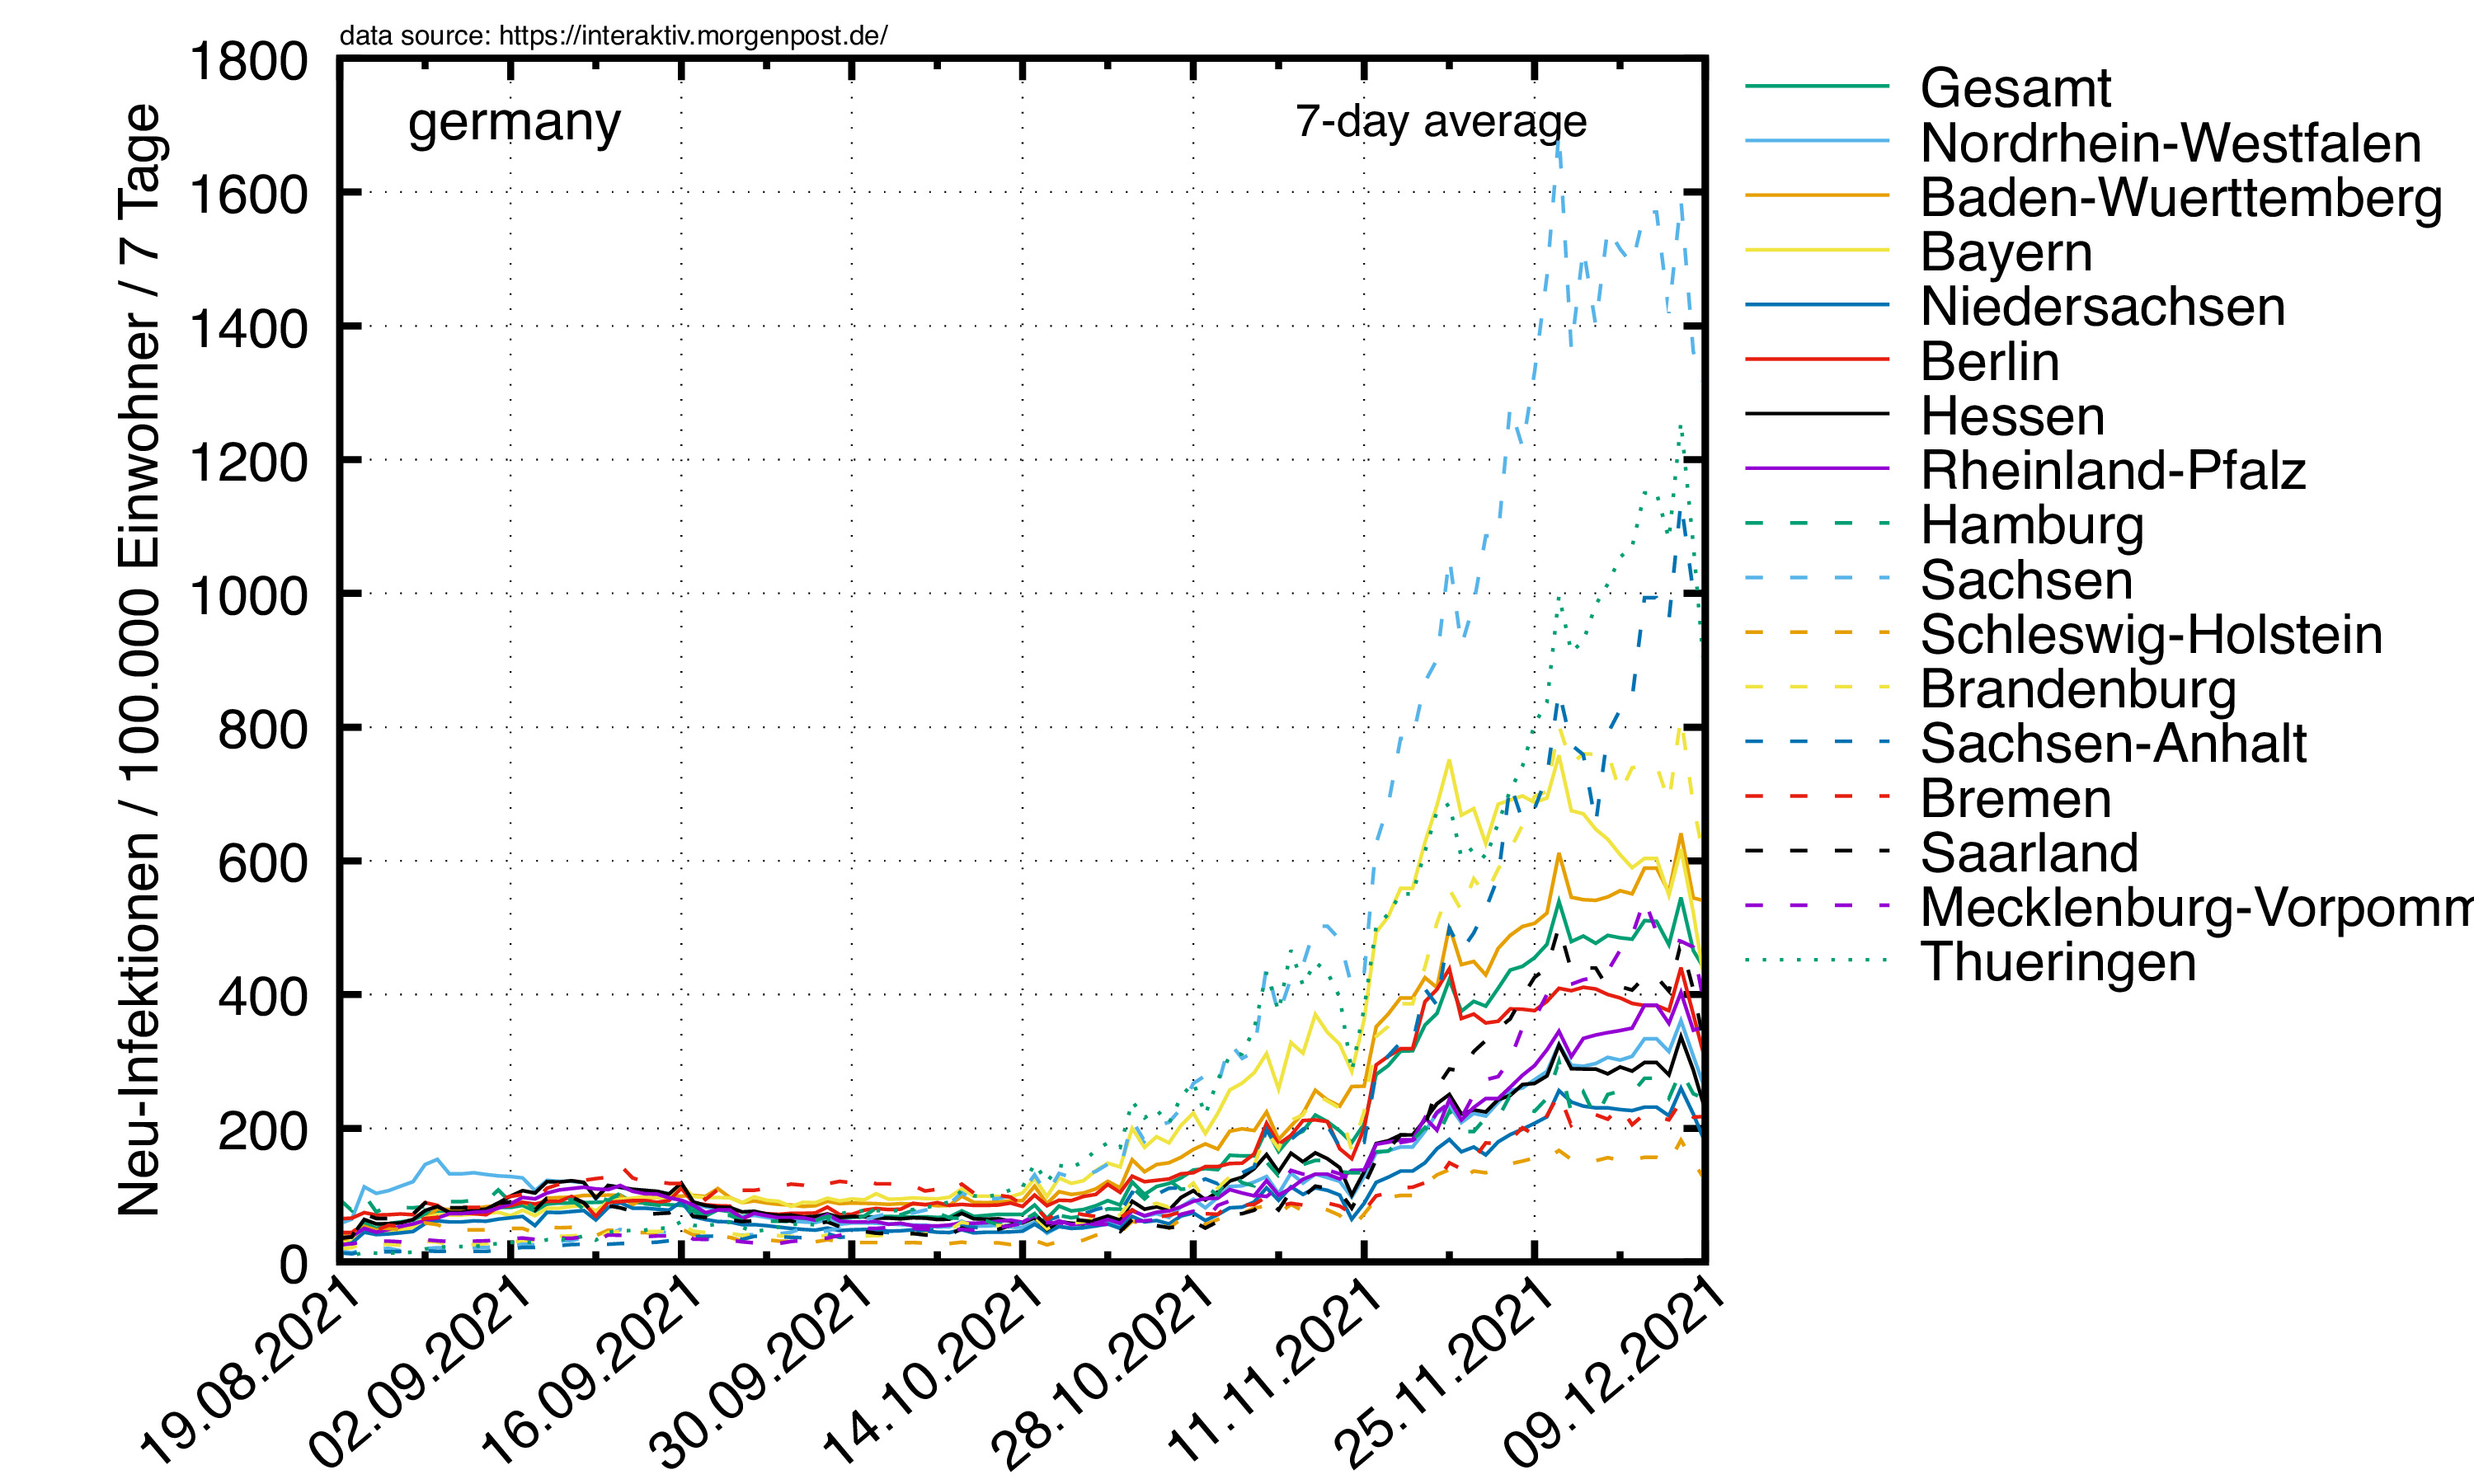 data source: https://interaktiv.morgenpost.de/
germany
7-day average
Neu-Infektionen / 100.000 Einwohner / 7 Tage
1800
1600
1400
1200
1000
800
600
400
200
0
19.08.2021
02.09.2021
16.09.2021
30.09.2021
14.10.2021
28.10.2021
11.11.2021
25.11.2021
09.12.2021
Gesamt
Nordrhein-Westfalen
Baden-Wuerttemberg
Bayern
Niedersachsen
Berlin
Hessen
Rheinland-Pfalz
Hamburg
Sachsen
Schleswig-Holstein
Brandenburg
Sachsen-Anhalt
Bremen
Saarland
Mecklenburg-Vorpomm
Thueringen